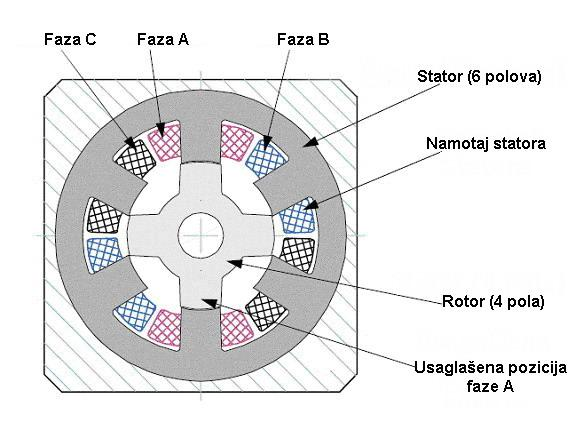 Faza C
Faza A
Faza B
Stator (6 polova)
Namotaj statora
Rotor (4 pola)
Usaglašena pozicija
faze A